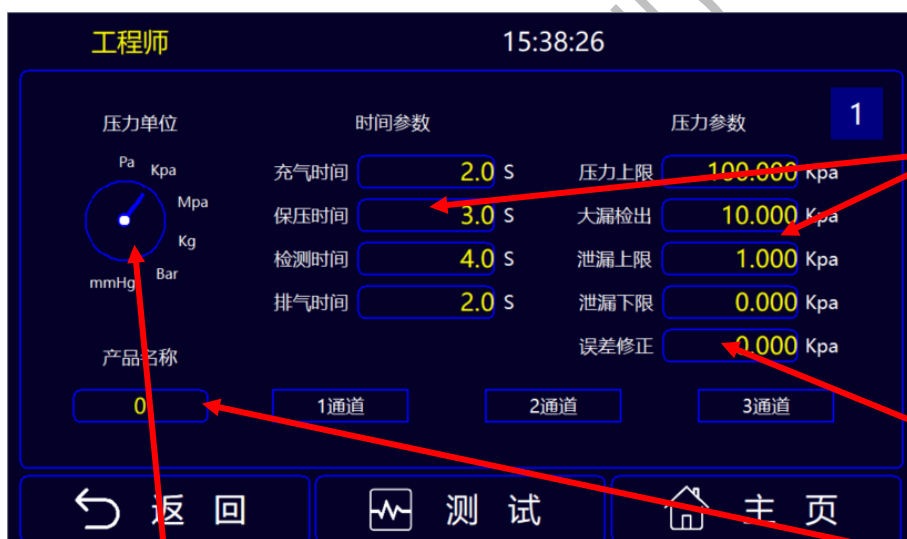 工程师 15:38:26
1
压力单位 时间参数 压力参数
Pa Kpa Mpa Kg Bar mmHg
充气时间 2.0 S 压力上限 100.000 Kpa
保压时间 3.0 S 大漏检出 10.000 Kpa
检测时间 4.0 S 泄漏上限 1.000 Kpa
排气时间 2.0 S 泄漏下限 0.000 Kpa
误差修正 0.000 Kpa
产品名称
0 1通道 2通道 3通道
返回 测试 主页